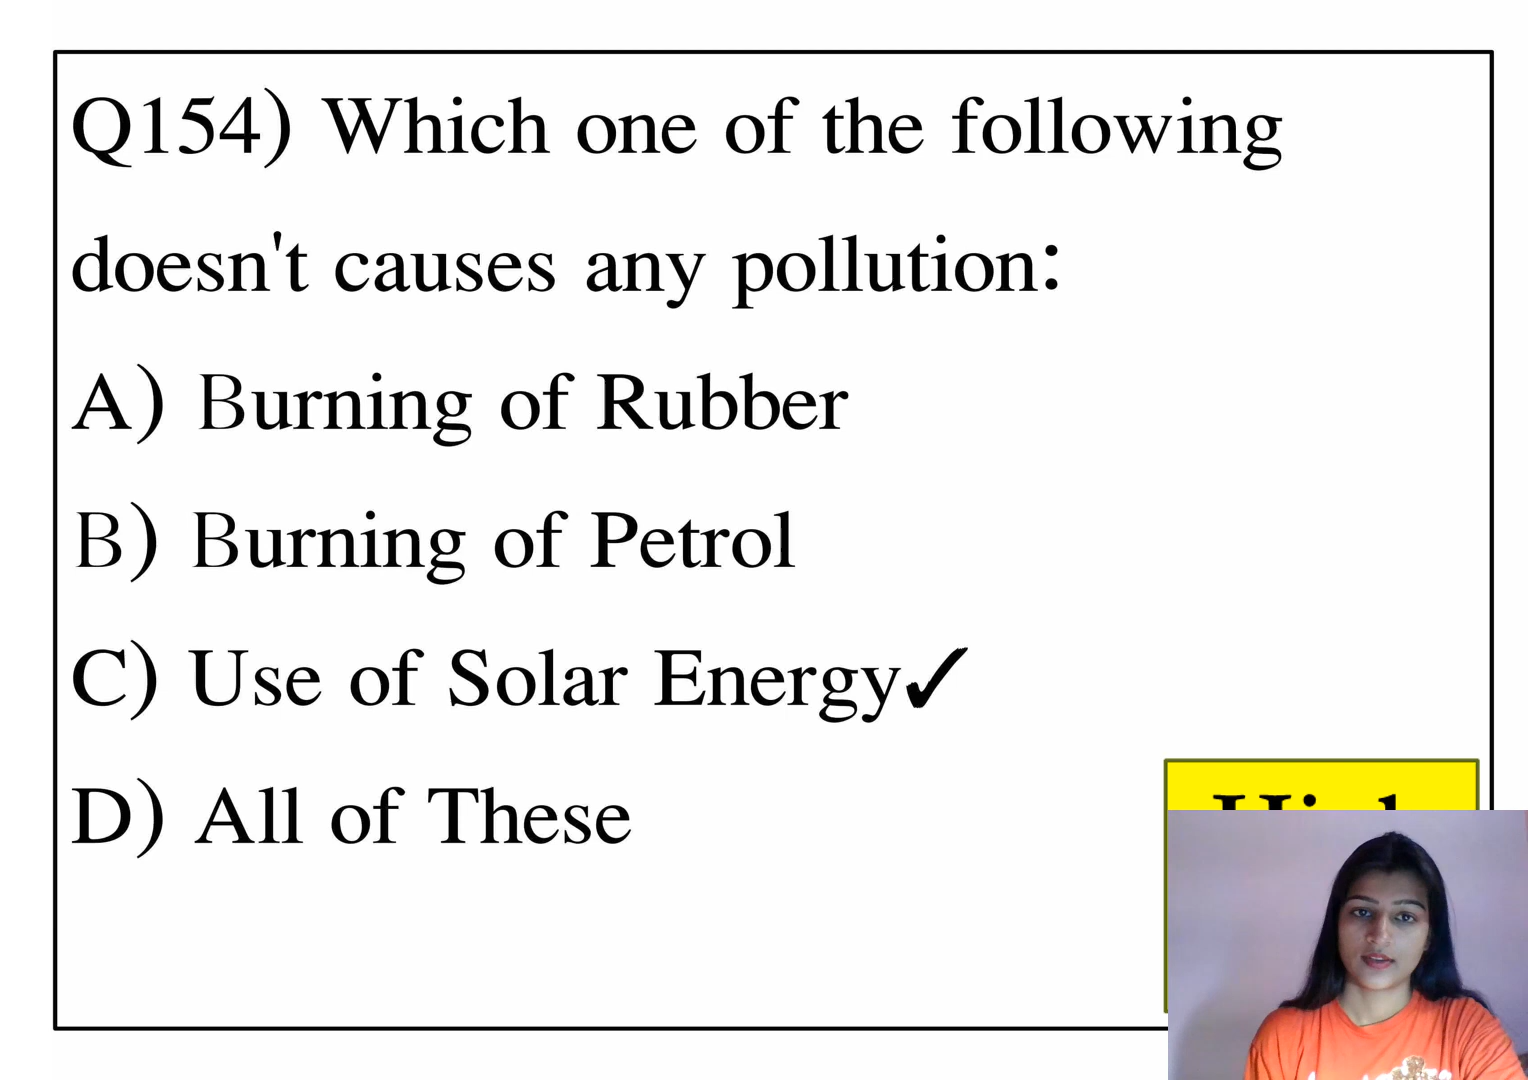 Q154) Which one of the following
doesn't causes any pollution:
A) Burning of Rubber
B) Burning of Petrol
C) Use of Solar Energy✓
D) All of These